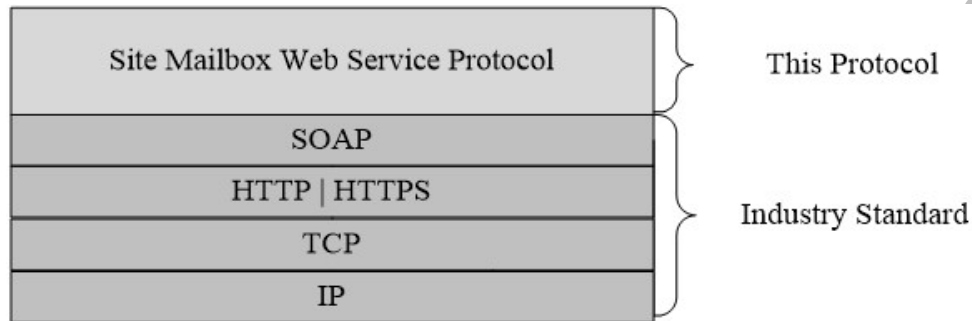 Site Mailbox Web Service Protocol
This Protocol
SOAP
HTTP | HTTPS
Industry Standard
TCP
IP